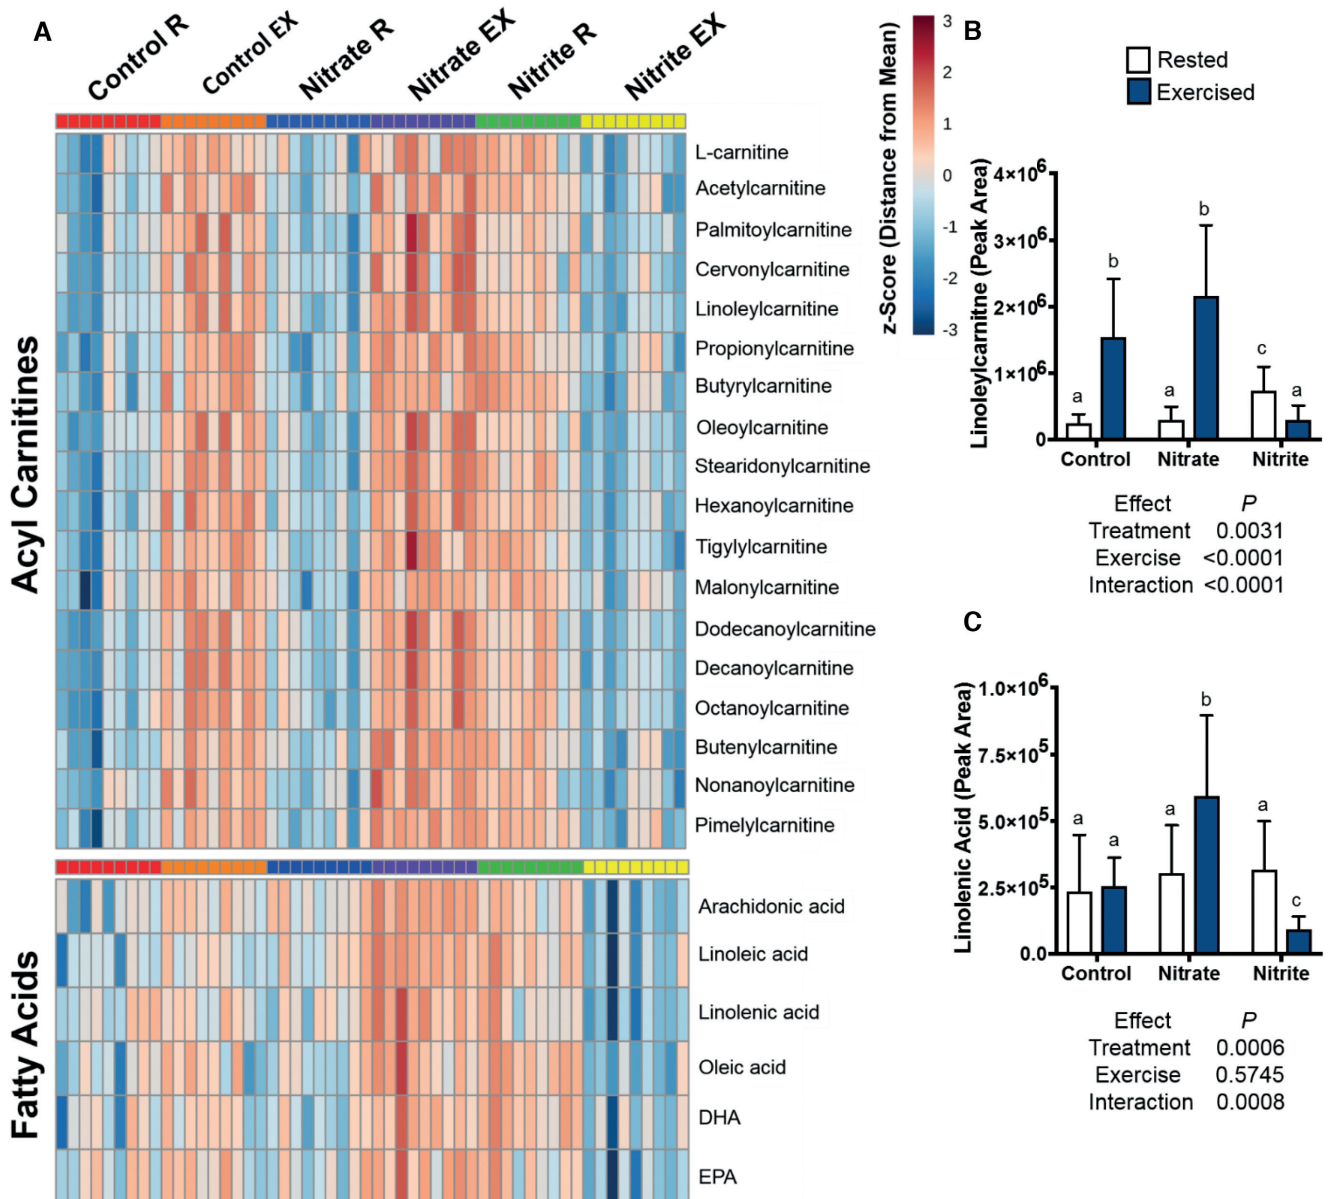 A
Control R
Control EX
Nitrate R
Nitrate EX
Nitrite R
Nitrite EX
Acyl Carnitines
L-carnitine
Acetylcarnitine
Palmitoylcarnitine
Cervonylcarnitine
Linoleylcarnitine
Propionylcarnitine
Butyrylcarnitine
Oleoylcarnitine
Stearidonylcarnitine
Hexanoylcarnitine
Tigylylcarnitine
Malonylcarnitine
Dodecanoylcarnitine
Decanoylcarnitine
Octanoylcarnitine
Butenylcarnitine
Nonanoylcarnitine
Pimelylcarnitine
Fatty Acids
Arachidonic acid
Linoleic acid
Linolenic acid
Oleic acid
DHA
EPA
z-Score (Distance from Mean)
3
2
1
0
-1
-2
-3
B
Rested
Exercised
Linoleylcarnitne (Peak Area)
4×10⁶
3×10⁶
2×10⁶
1×10⁶
0
a
b
a
b
c
a
Control
Nitrate
Nitrite
Effect P
Treatment 0.0031
Exercise <0.0001
Interaction <0.0001
C
Linolenic Acid (Peak Area)
1.0×10⁶
7.5×10⁵
5.0×10⁵
2.5×10⁵
0.0
a
a
a
b
a
c
Control
Nitrate
Nitrite
Effect P
Treatment 0.0006
Exercise 0.5745
Interaction 0.0008